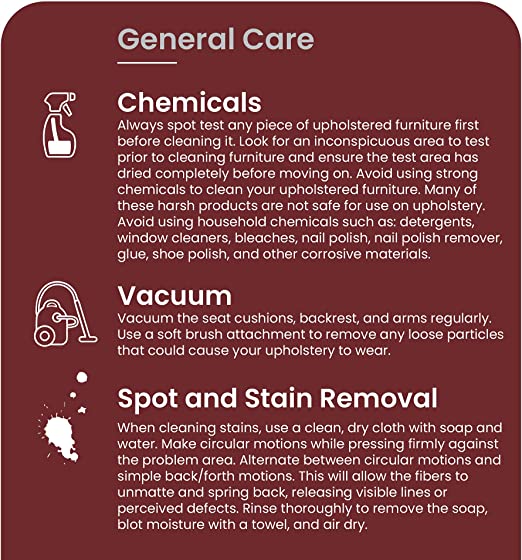 General Care
Chemicals
Always spot test any piece of upholstered furniture first
before cleaning it. Look for an inconspicuous area to test
prior to cleaning furniture and ensure the test area has
dried completely before moving on. Avoid using strong
chemicals to clean your upholstered furniture. Many of
these harsh products are not safe for use on upholstery.
Avoid using household chemicals such as: detergents,
window cleaners, bleaches, nail polish, nail polish remover,
glue, shoe polish, and other corrosive materials.
Vacuum
Vacuum the seat cushions, backrest, and arms regularly.
Use a soft brush attachment to remove any loose particles
that could cause your upholstery to wear.
Spot and Stain Removal
When cleaning stains, use a clean, dry cloth with soap and
water. Make circular motions while pressing firmly against
the problem area. Alternate between circular motions and
simple back/forth motions. This will allow the fibers to
unmatte and spring back, releasing visible lines or
perceived defects. Rinse thoroughly to remove the soap,
blot moisture with a towel, and air dry.